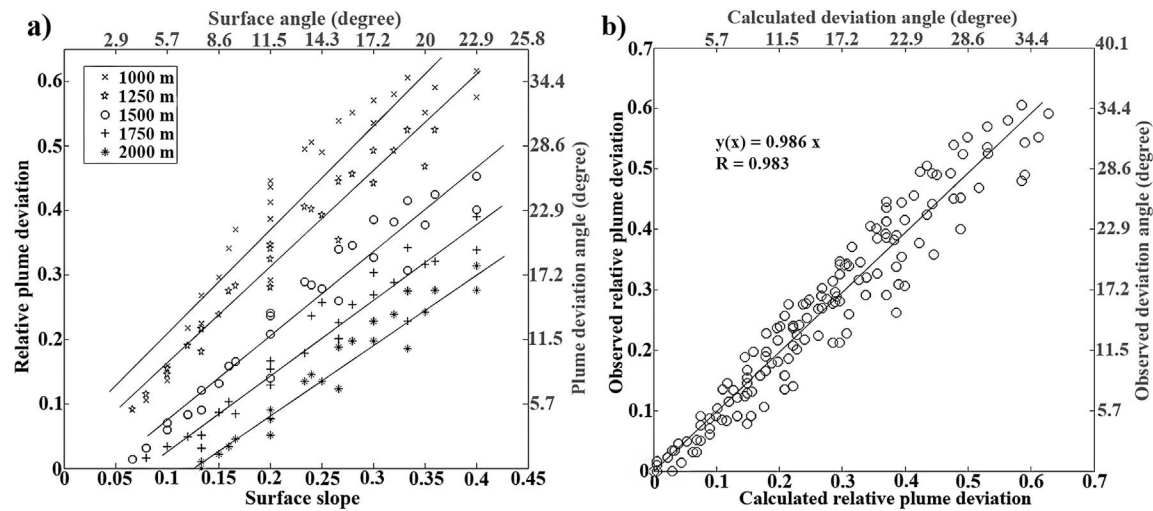 a)
Surface angle (degree)
2.9 5.7 8.6 11.5 14.3 17.2 20 22.9 25.8
Relative plume deviation
0.6
0.5
0.4
0.3
0.2
0.1
0
1000 m
1250 m
1500 m
1750 m
2000 m
34.4
28.6
22.9
17.2
11.5
5.7
Plume deviation angle (degree)
0 0.05 0.1 0.15 0.2 0.25 0.3 0.35 0.4 0.45
Surface slope
b)
Calculated deviation angle (degree)
5.7 11.5 17.2 22.9 28.6 34.4 40.1
Observed relative plume deviation
0.7
0.6
0.5
0.4
0.3
0.2
0.1
0
y(x) = 0.986 x
R = 0.983
34.4
28.6
22.9
17.2
11.5
5.7
Observed deviation angle (degree)
0 0.1 0.2 0.3 0.4 0.5 0.6 0.7
Calculated relative plume deviation